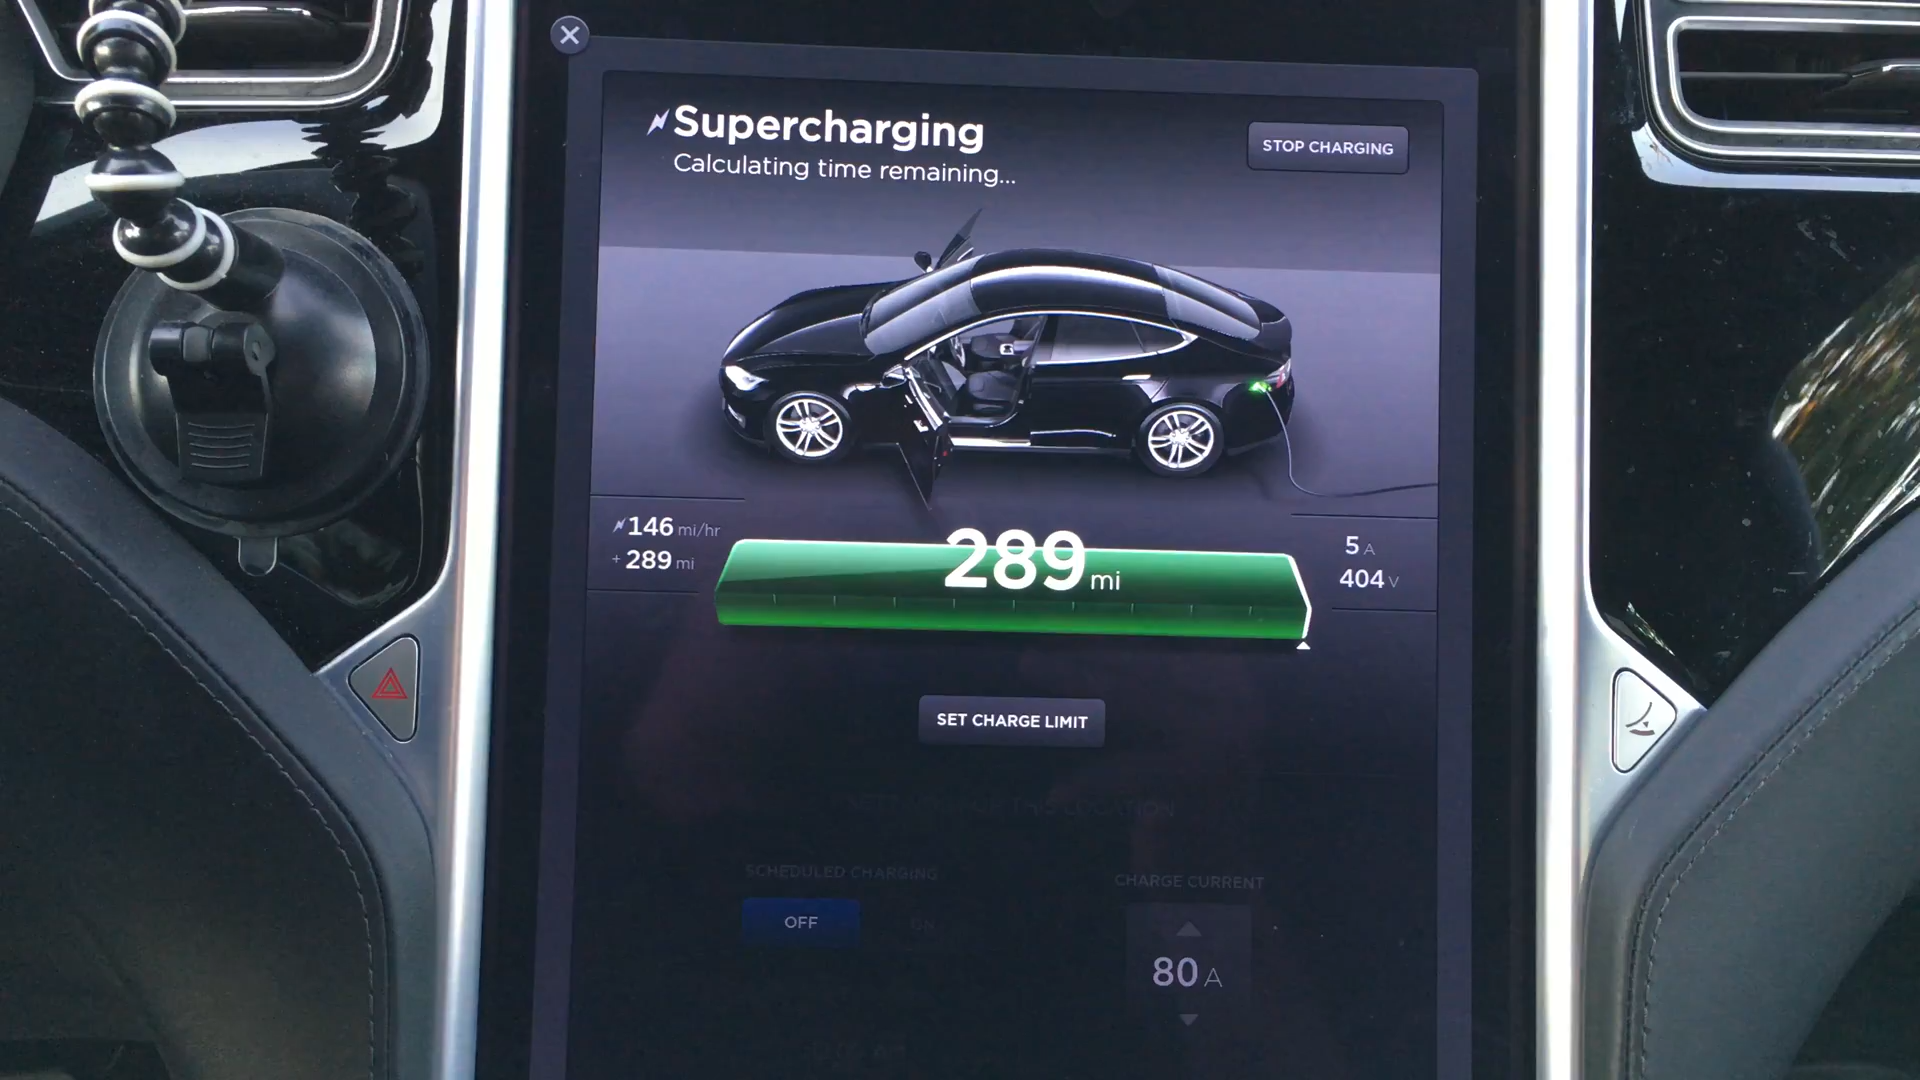 Supercharging
Calculating time remaining...
STOP CHARGING
146 mi/hr
+ 289 mi
289 mi
5 A
404 V
SET CHARGE LIMIT
SCHEDULED CHARGING
OFF
ON
CHARGE CURRENT
80 A